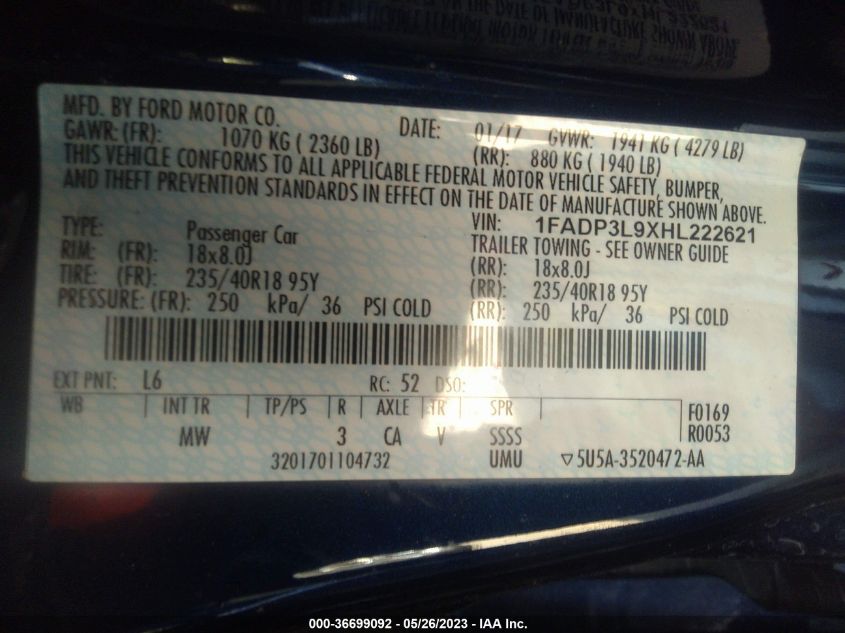 MFD. BY FORD MOTOR CO.
DATE: 01/17 GVWR: 1941 KG ( 4279 LB)
GAWR: (FR): 1070 KG ( 2360 LB) (RR): 880 KG ( 1940 LB)
THIS VEHICLE CONFORMS TO ALL APPLICABLE FEDERAL MOTOR VEHICLE SAFETY, BUMPER,
AND THEFT PREVENTION STANDARDS IN EFFECT ON THE DATE OF MANUFACTURE SHOWN ABOVE.
VIN: 1FADP3L9XHL222621
TYPE: Passenger Car TRAILER TOWING - SEE OWNER GUIDE
RIM: (FR): 18x8.0J (RR): 18x8.0J
TIRE: (FR): 235/40R18 95Y (RR): 235/40R18 95Y
PRESSURE: (FR): 250 kPa/ 36 PSI COLD (RR): 250 kPa/ 36 PSI COLD
EXT PNT: L6 RC: 52 DSO:
WB INT TR TP/PS R AXLE TR SPR F0169
MW 3 CA V SSSS R0053
3201701104732 UMU ▽5U5A-3520472-AA
000-36699092 - 05/26/2023 - IAA Inc.